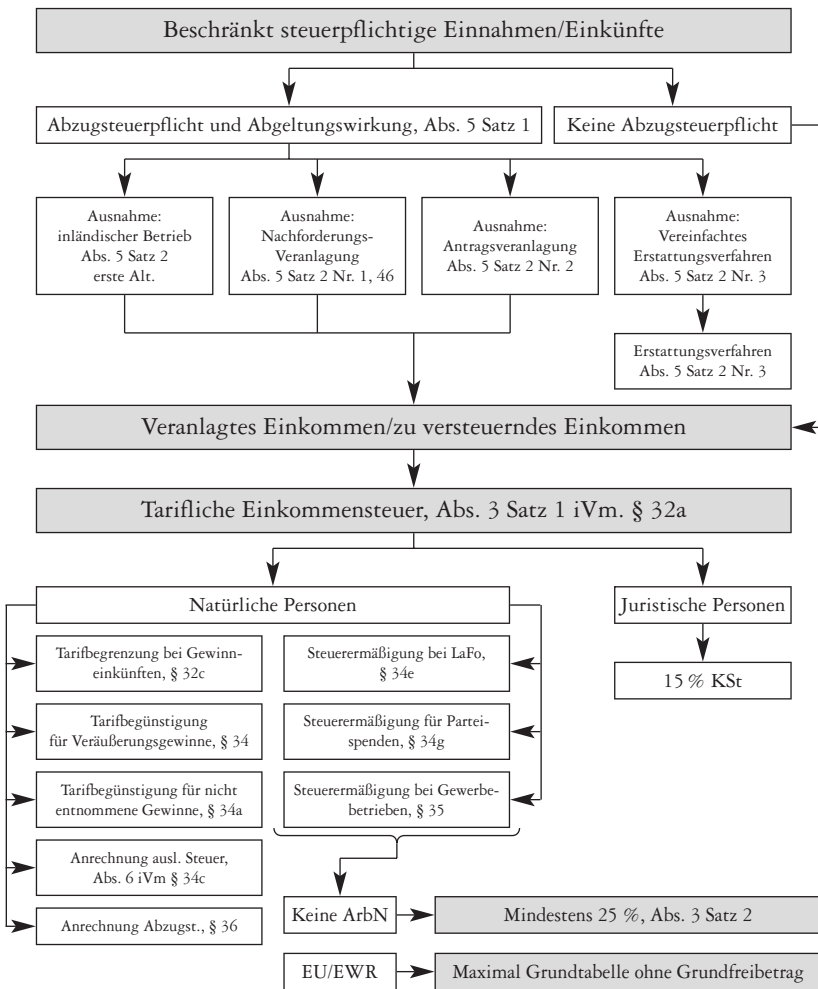 Beschränkt steuerpflichtige Einnahmen/Einkünfte
Abzugsteuerpflicht und Abgeltungswirkung, Abs. 5 Satz 1
Keine Abzugsteuerpflicht
Ausnahme:
inländischer Betrieb
Abs. 5 Satz 2
erste Alt.
Ausnahme:
Nachforderungs-
Veranlagung
Abs. 5 Satz 2 Nr. 1, 46
Ausnahme:
Antragsveranlagung
Abs. 5 Satz 2 Nr. 2
Ausnahme:
Vereinfachtes
Erstattungsverfahren
Abs. 5 Satz 2 Nr. 3
Erstattungsverfahren
Abs. 5 Satz 2 Nr. 3
Veranlagtes Einkommen/zu versteuerndes Einkommen
Tarifliche Einkommensteuer, Abs. 3 Satz 1 iVm. § 32a
Natürliche Personen
Juristische Personen
Tarifbegrenzung bei Gewinn-
einkünften, § 32c
Steuerermäßigung bei LaFo,
§ 34e
15 % KSt
Tarifbegünstigung
für Veräußerungsgewinne, § 34
Steuerermäßigung für Partei-
spenden, § 34g
Tarifbegünstigung für nicht
entnommene Gewinne, § 34a
Steuerermäßigung bei Gewerbe-
betrieben, § 35
Anrechnung ausl. Steuer,
Abs. 6 iVm § 34c
Anrechnung Abzugst., § 36
Keine ArbN
Mindestens 25 %, Abs. 3 Satz 2
EU/EWR
Maximal Grundtabelle ohne Grundfreibetrag